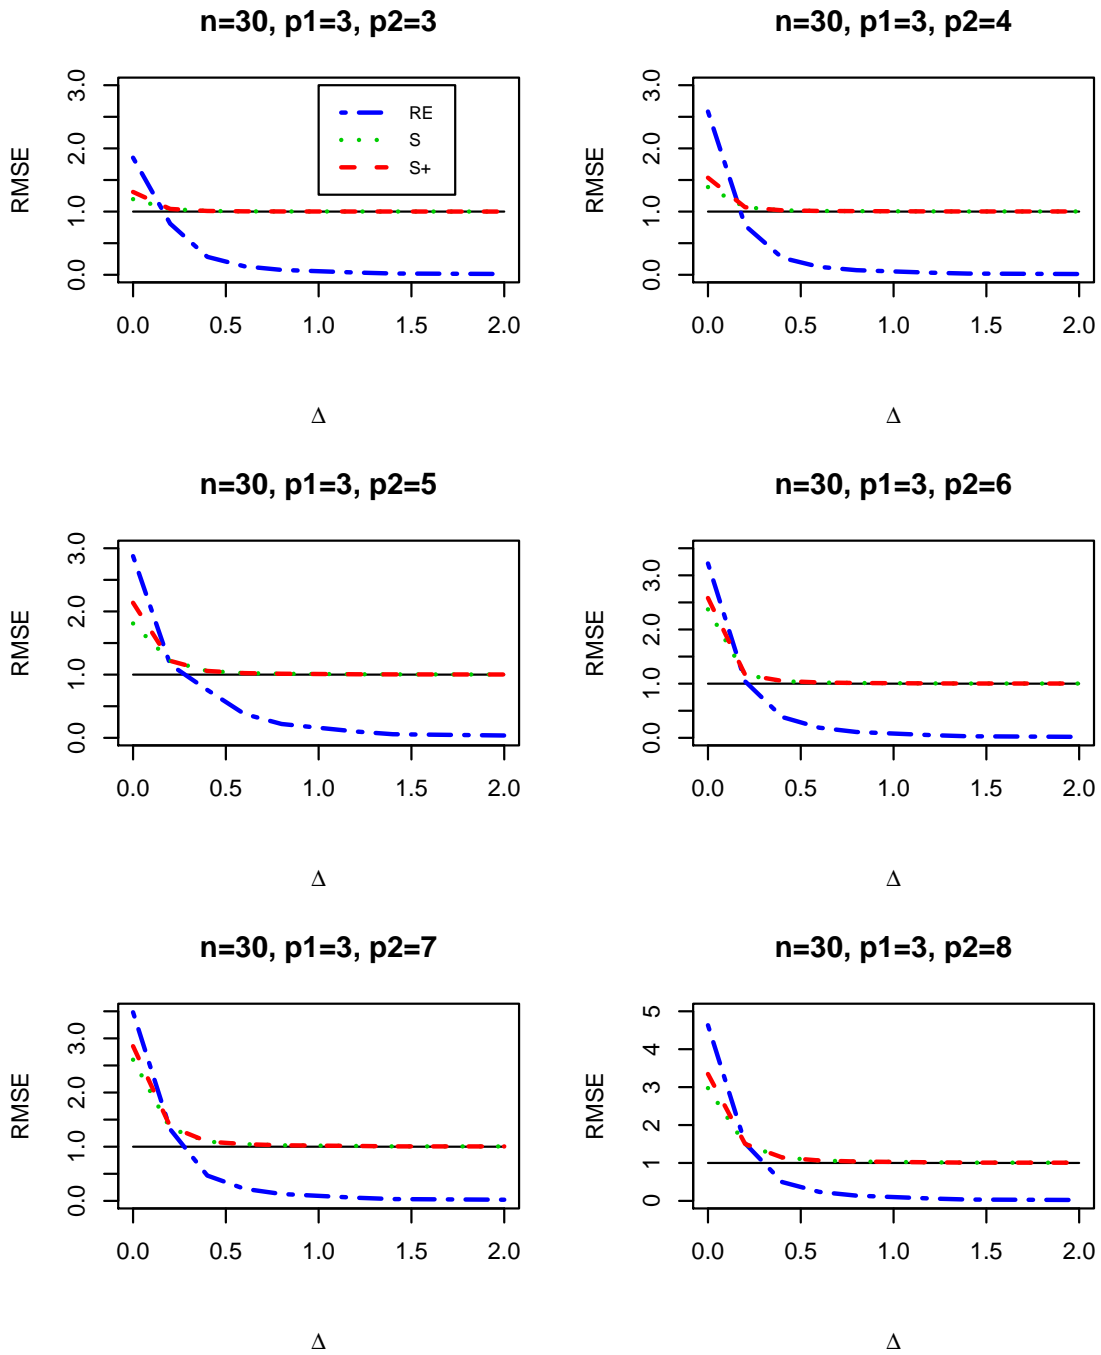 n=30, p1=3, p2=3
RMSE
0.0 1.0 2.0 3.0
RE
S
S+
0.0 0.5 1.0 1.5 2.0
Δ
n=30, p1=3, p2=4
RMSE
0.0 1.0 2.0 3.0
0.0 0.5 1.0 1.5 2.0
Δ
n=30, p1=3, p2=5
RMSE
0.0 1.0 2.0 3.0
0.0 0.5 1.0 1.5 2.0
Δ
n=30, p1=3, p2=6
RMSE
0.0 1.0 2.0 3.0
0.0 0.5 1.0 1.5 2.0
Δ
n=30, p1=3, p2=7
RMSE
0.0 1.0 2.0 3.0
0.0 0.5 1.0 1.5 2.0
Δ
n=30, p1=3, p2=8
RMSE
0 1 2 3 4 5
0.0 0.5 1.0 1.5 2.0
Δ